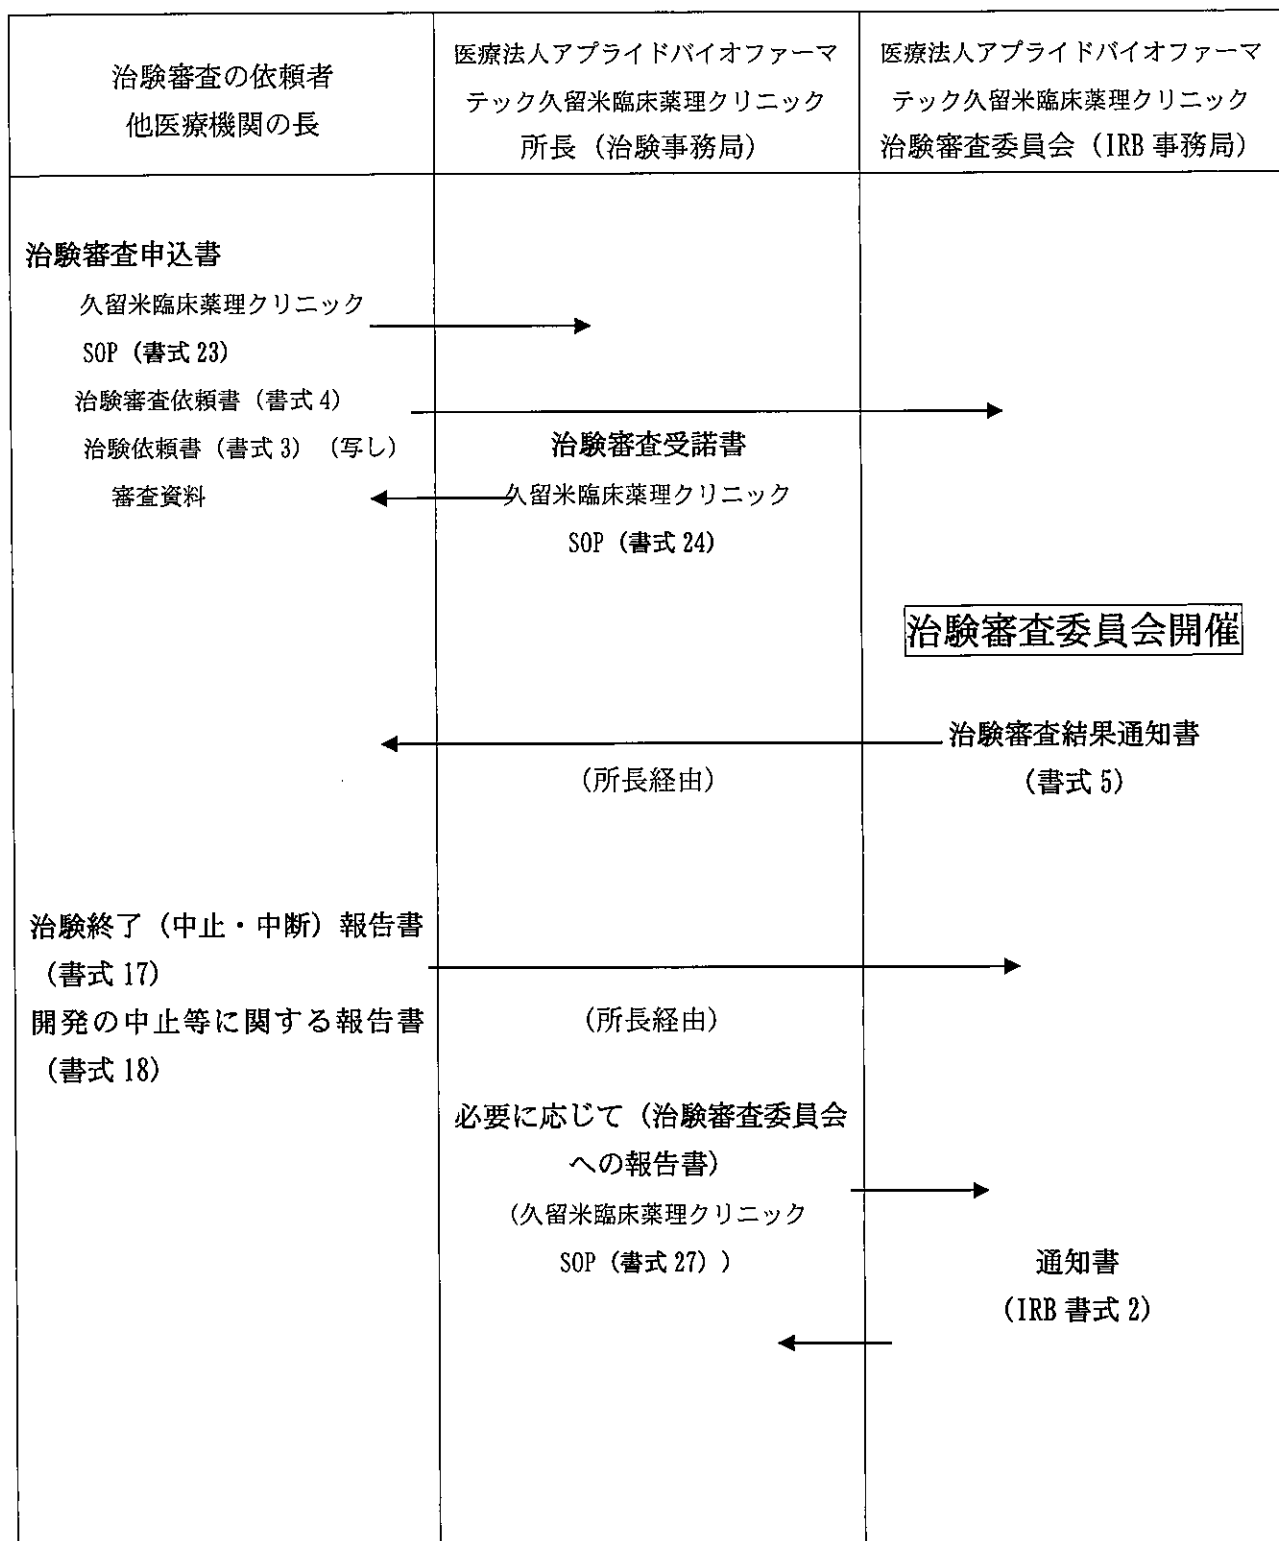 治験審査の依頼者
他医療機関の長
医療法人アプライドバイオファーマ
テック久留米臨床薬理クリニック
所長（治験事務局）
医療法人アプライドバイオファーマ
テック久留米臨床薬理クリニック
治験審査委員会（IRB 事務局）
治験審査申込書
久留米臨床薬理クリニック
SOP（書式 23）
治験審査依頼書（書式 4）
治験依頼書（書式 3）（写し）
審査資料
治験審査受諾書
久留米臨床薬理クリニック
SOP（書式 24）
治験審査委員会開催
治験審査結果通知書
（書式 5）
（所長経由）
治験終了（中止・中断）報告書
（書式 17）
開発の中止等に関する報告書
（書式 18）
（所長経由）
必要に応じて（治験審査委員会
への報告書）
（久留米臨床薬理クリニック
SOP（書式 27））
通知書
（IRB 書式 2）